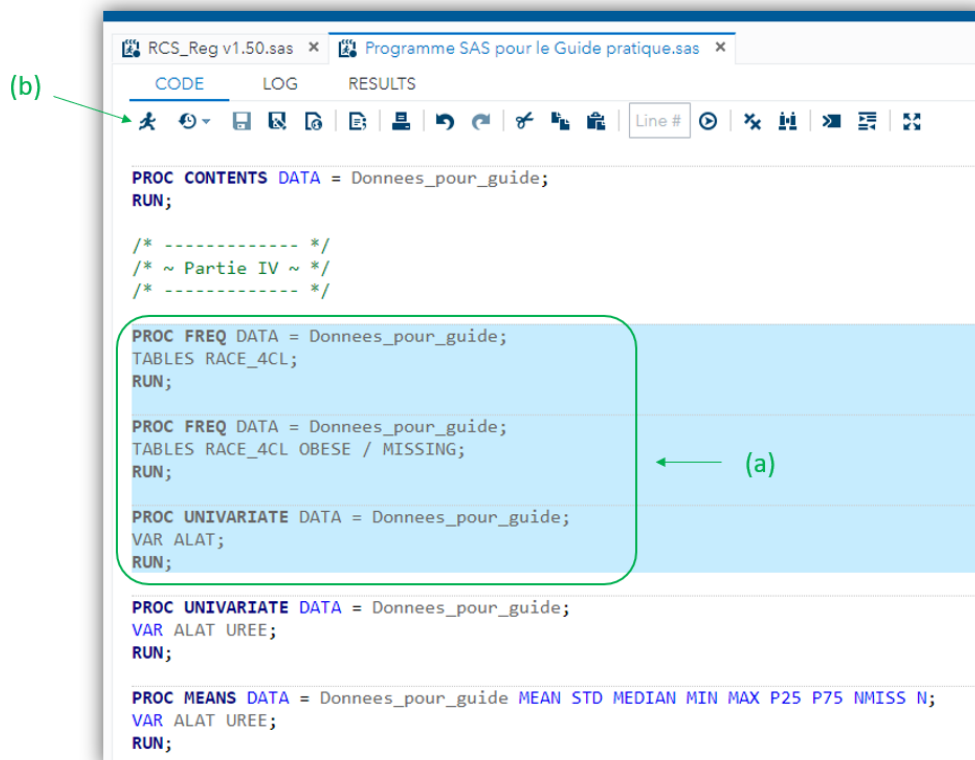 RCS_Reg v1.50.sas × Programme SAS pour le Guide pratique.sas ×
CODE LOG RESULTS
(b)
Line #
PROC CONTENTS DATA = Donnees_pour_guide;
RUN;
/* ------------- */
/* ~ Partie IV ~ */
/* ------------- */
PROC FREQ DATA = Donnees_pour_guide;
TABLES RACE_4CL;
RUN;
PROC FREQ DATA = Donnees_pour_guide;
TABLES RACE_4CL OBESE / MISSING;
RUN;
(a)
PROC UNIVARIATE DATA = Donnees_pour_guide;
VAR ALAT;
RUN;
PROC UNIVARIATE DATA = Donnees_pour_guide;
VAR ALAT UREE;
RUN;
PROC MEANS DATA = Donnees_pour_guide MEAN STD MEDIAN MIN MAX P25 P75 NMISS N;
VAR ALAT UREE;
RUN;